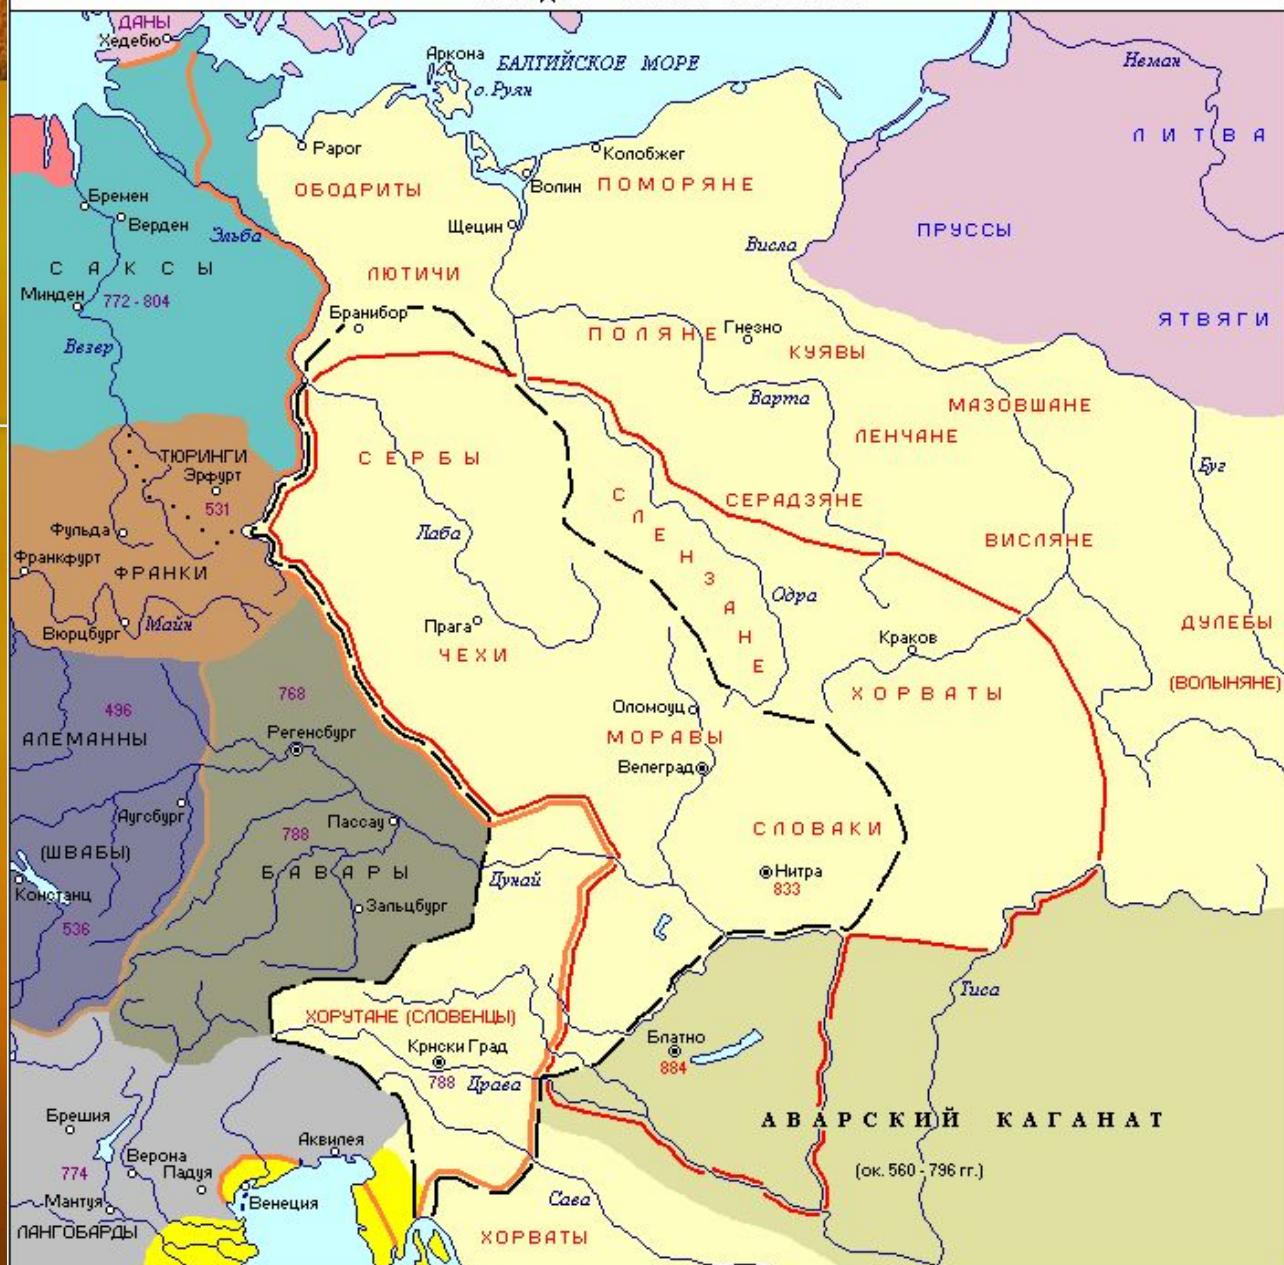 ДАНЫ
Хедебю
Аркона
БАЛТИЙСКОЕ МОРЕ
о. Руян
Неман
ЛИТВА
Рарог
Колобжег
Волин
ПОМОРЯНЕ
ОБОДРИТЫ
Бремен
Верден
Щецин
Эльба
Висла
ПРУССЫ
САКСЫ
ЛЮТИЧИ
Минден
772 - 804
Бранибор
Везер
ПОЛЯНЕ
Гнезно
КУЯВЫ
ЯТВЯГИ
Варта
МАЗОВШАНЕ
ЛЕНЧАНЕ
ТЮРИНГИ
Эрфурт
531
СЕРБЫ
Буг
СЛЕНЗАНЕ
СЕРАДЗЯНЕ
Фульда
Лаба
ВИСЛЯНЕ
Франкфурт
ФРАНКИ
Одра
Вюрцбург
Майн
Прага
ЧЕХИ
Краков
ДУЛЕБЫ
(ВОЛЫНЯНЕ)
ХОРВАТЫ
768
496
АЛЕМАННЫ
Регенсбург
Оломоуц
МОРАВЫ
Велеград
Аугсбург
788
Пассау
СЛОВАКИ
(ШВАБЫ)
БАВАРЫ
Дунай
Нитра
833
Констанц
Зальцбург
536
Тиса
ХОРУТАНЕ (СЛОВЕНЦЫ)
Крнски Град
788
Драва
Блатно
884
Брешия
АВАРСКИЙ КАГАНАТ
Аквилея
Верона
Падуя
774
(ок. 560 - 796 гг.)
Мантуя
Венеция
Сава
ЛАНГОБАРДЫ
ХОРВАТЫ